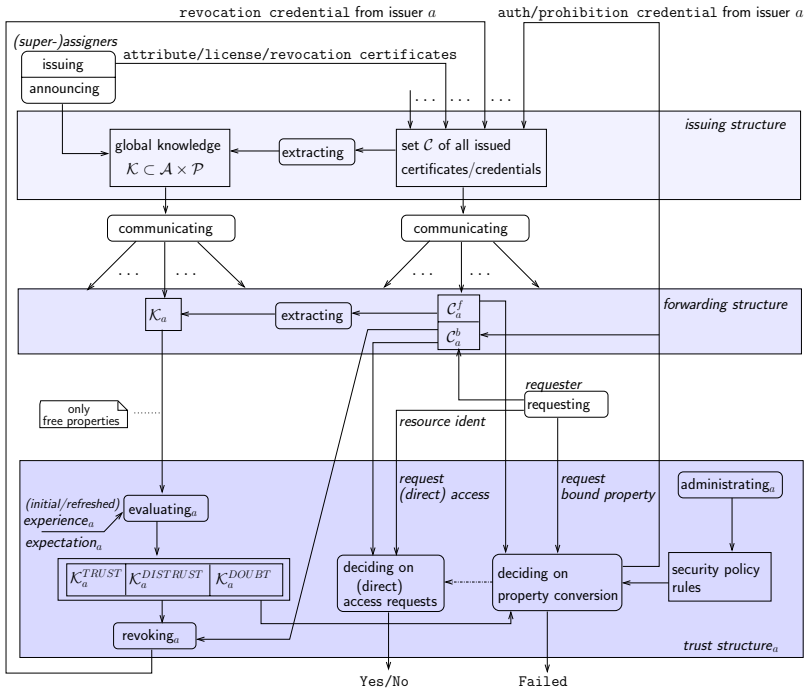 revocation credential from issuer a
auth/prohibition credential from issuer a
(super-)assigners
issuing
announcing
attribute/license/revocation certificates
... ... ...
issuing structure
global knowledge
K ⊂ A × P
extracting
set C of all issued
certificates/credentials
communicating
communicating
... ...
... ...
forwarding structure
K_a
extracting
C_a^f
C_a^b
requester
requesting
only
free properties
resource ident
request
(direct) access
request
bound property
administrating_a
(initial/refreshed)
experience_a
expectation_a
evaluating_a
K_a^TRUST
K_a^DISTRUST
K_a^DOUBT
deciding on
(direct)
access requests
deciding on
property conversion
security policy
rules
revoking_a
trust structure_a
Yes/No
Failed